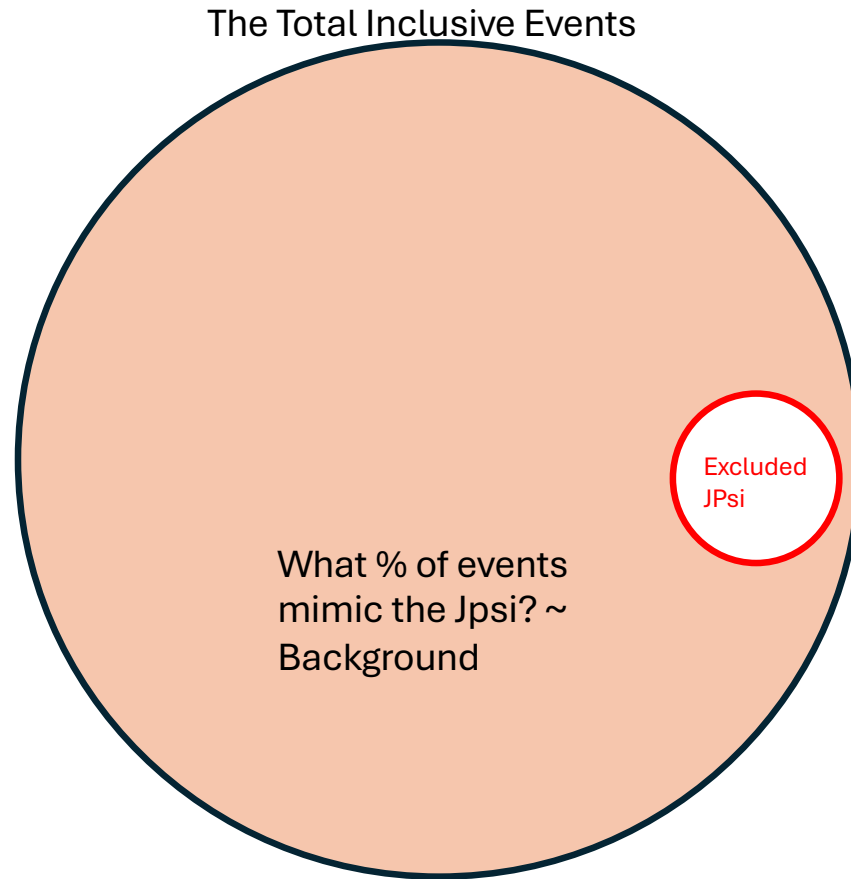 The Total Inclusive Events
Excluded
JPsi
What % of events
mimic the Jpsi? ~
Background